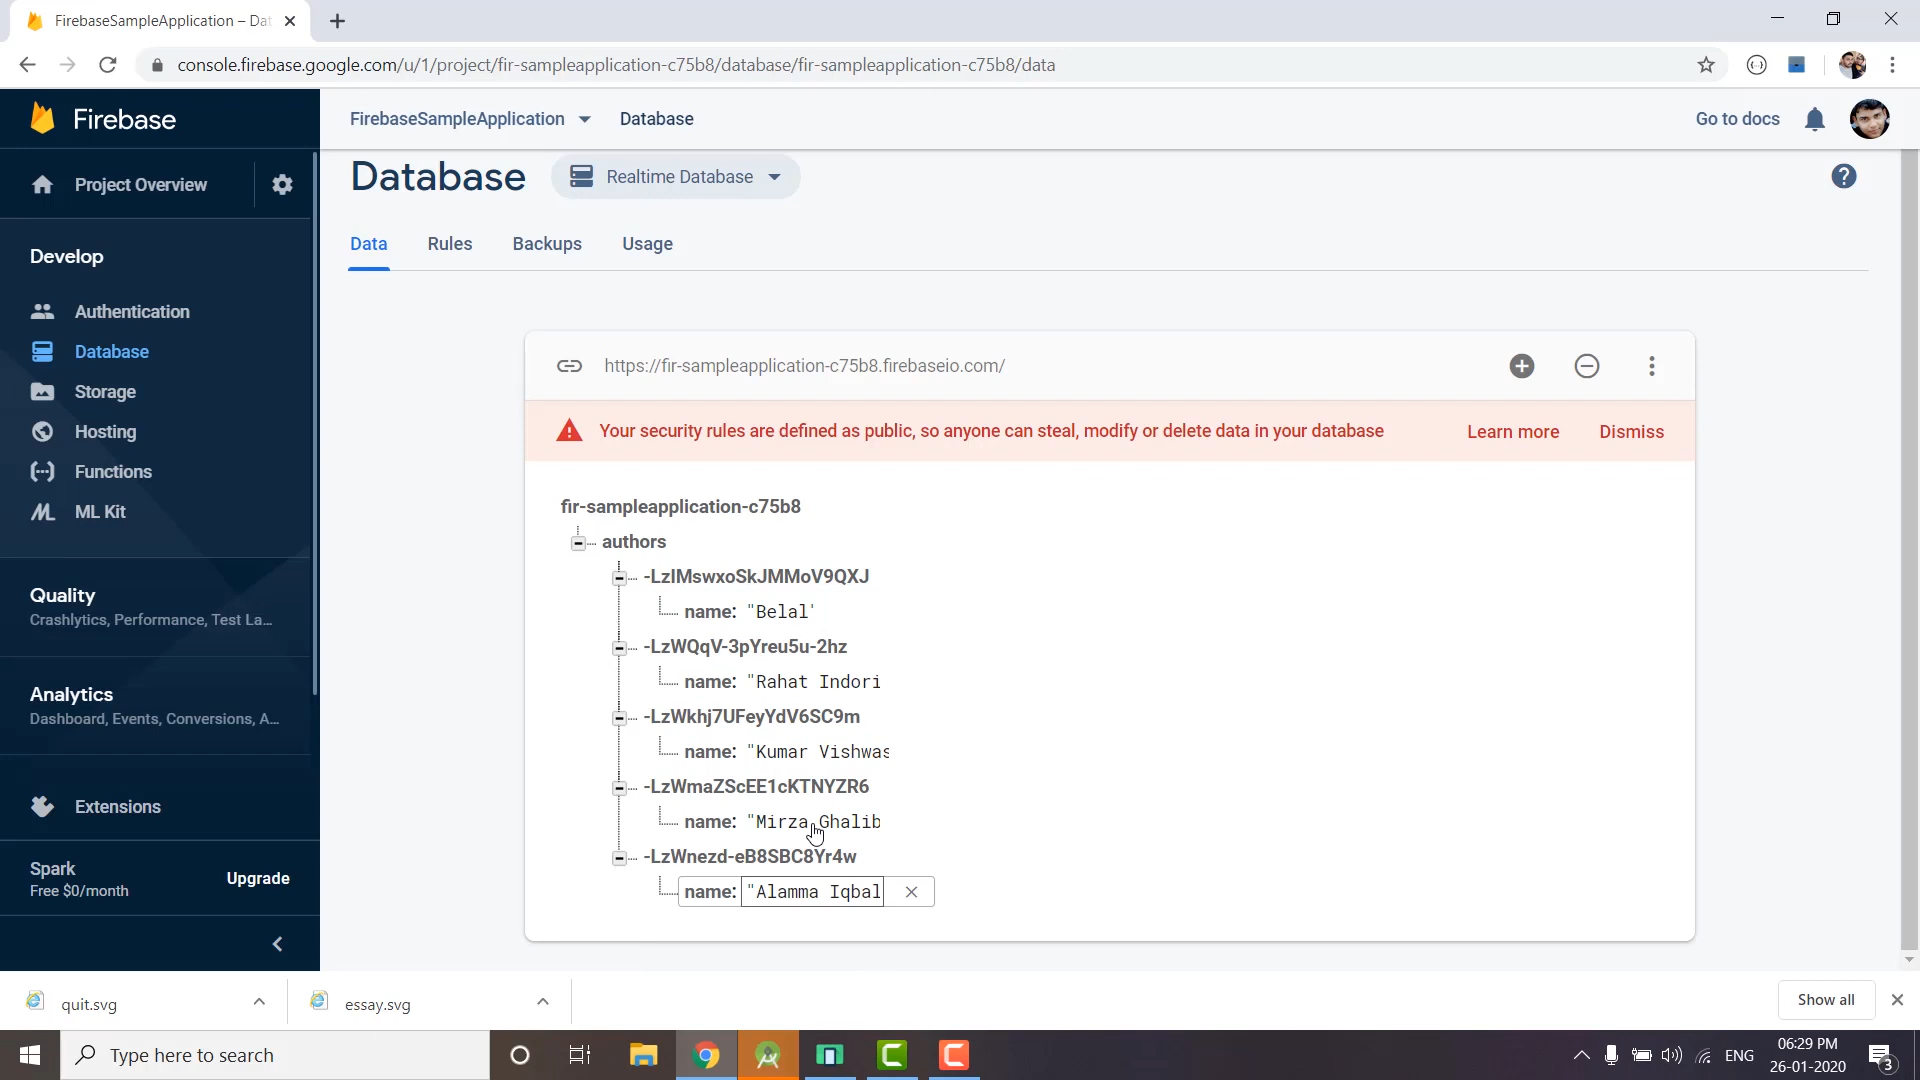 FirebaseSampleApplication – Dat
console.firebase.google.com/u/1/project/fir-sampleapplication-c75b8/database/fir-sampleapplication-c75b8/data
Firebase
FirebaseSampleApplication
Database
Go to docs
Project Overview
Database
Realtime Database
Data
Rules
Backups
Usage
Develop
Authentication
Database
Storage
Hosting
Functions
ML Kit
Quality
Crashlytics, Performance, Test La...
Analytics
Dashboard, Events, Conversions, A...
Extensions
Spark
Free $0/month
Upgrade
https://fir-sampleapplication-c75b8.firebaseio.com/
Your security rules are defined as public, so anyone can steal, modify or delete data in your database
Learn more
Dismiss
fir-sampleapplication-c75b8
authors
-LzIMswxoSkJMMoV9QXJ
name: "Belal"
-LzWQqV-3pYreu5u-2hz
name: "Rahat Indori
-LzWkhj7UFeyYdV6SC9m
name: "Kumar Vishwas
-LzWmaZScEE1cKTNYZR6
name: "Mirza Ghalib
-LzWnezd-eB8SBC8Yr4w
name: "Alamma Iqbal
quit.svg
essay.svg
Show all
Type here to search
ENG
06:29 PM
26-01-2020
3